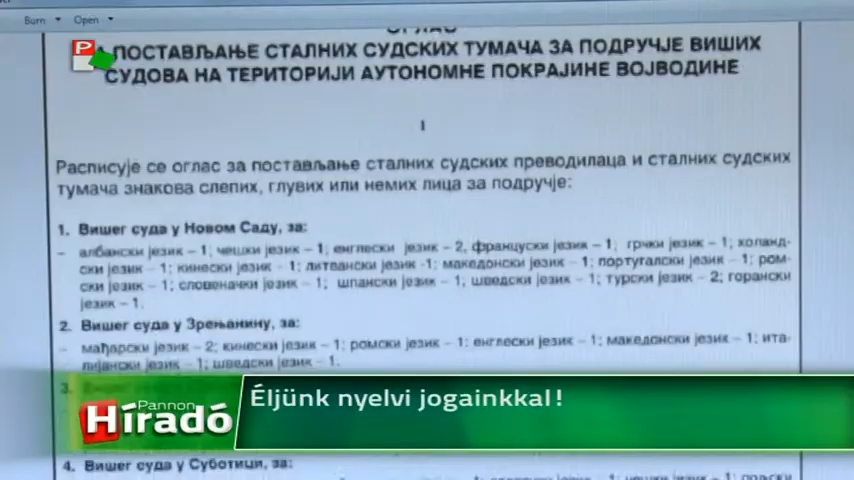 Burn Open
ПОСТАВЉАЊЕ СТАЛНИХ СУДСКИХ ТУМАЧА ЗА ПОДРУЧЈЕ ВИШИХ
СУДОВА НА ТЕРИТОРИЈИ АУТОНОМНЕ ПОКРАЈИНЕ ВОЈВОДИНЕ
I
Расписује се оглас за постављање сталних судских преводилаца и сталних судских
тумача знакова слепих, глувих или немих лица за подручје:
1. Вишег суда у Новом Саду, за:
– албански језик – 1; чешки језик – 1; енглески језик – 2, француски језик – 1; грчки језик – 1; холанд-
ски језик – 1; кинески језик – 1; литвански језик -1; македонски језик – 1; португалски језик – 1; ром-
ски језик – 1; словеначки језик – 1; шпански језик – 1; шведски језик – 1; турски језик – 2; горански
језик – 1.
2. Вишег суда у Зрењанину, за:
– мађарски језик – 2; кинески језик – 1; ромски језик – 1; енглески језик – 1; македонски језик – 1; ита-
лијански језик – 1; шведски језик – 1.
3.
Éljünk nyelvi jogainkkal!
Pannon
Híradó
4. Вишег суда у Суботици, за: